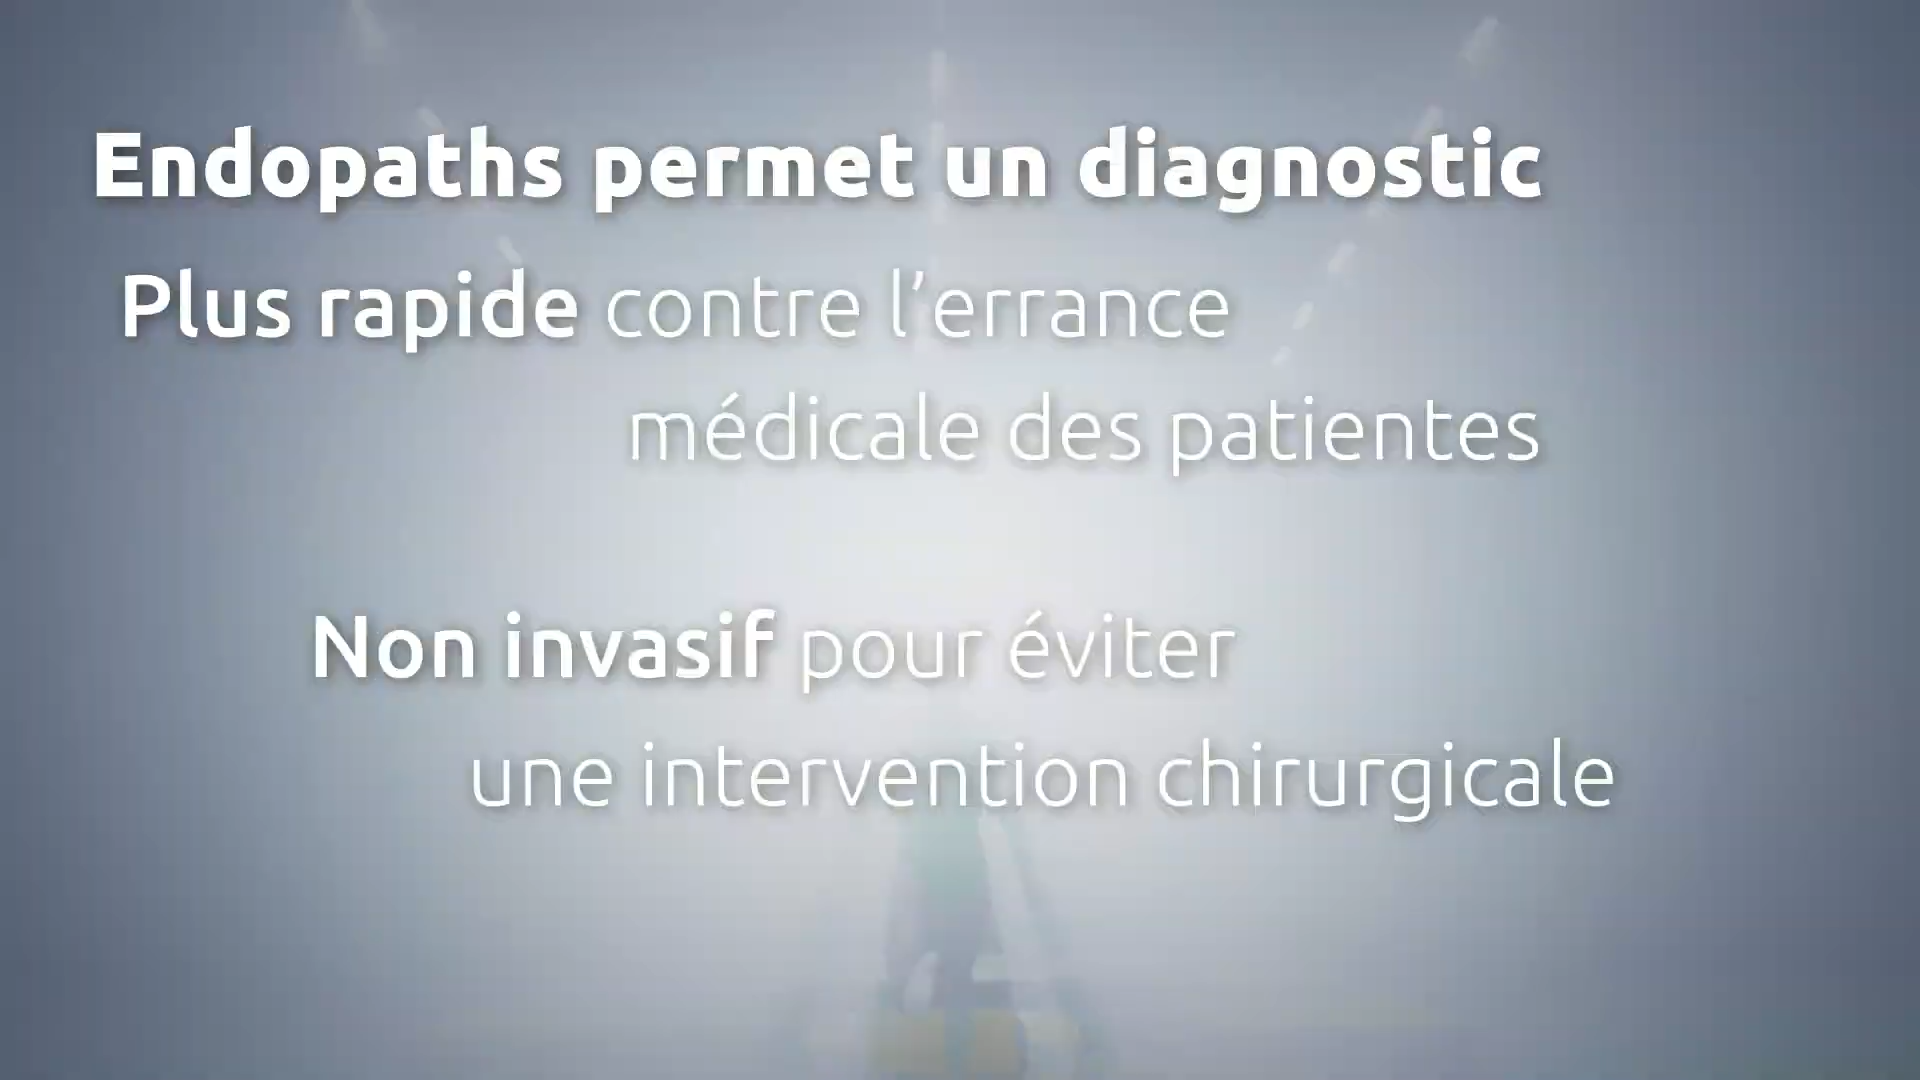 Endopaths permet un diagnostic
Plus rapide contre l’errance
médicale des patientes
Non invasif pour éviter
une intervention chirurgicale